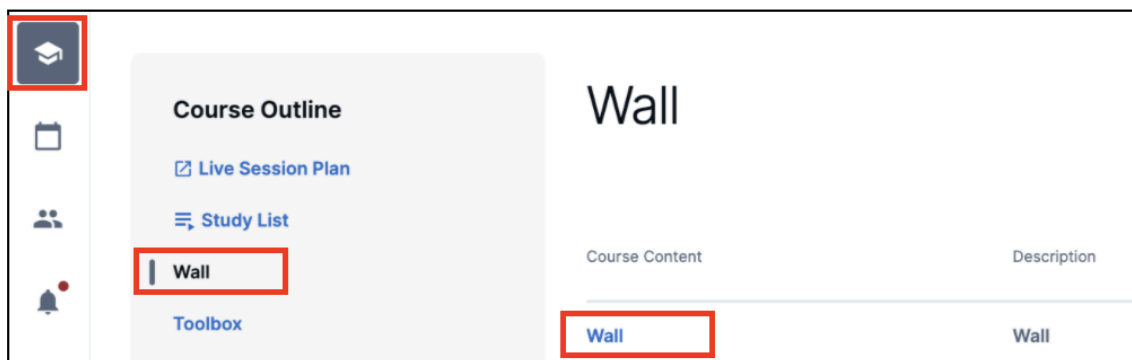 Course Outline
Live Session Plan
Study List
Wall
Toolbox
Wall
Course Content Description
Wall Wall